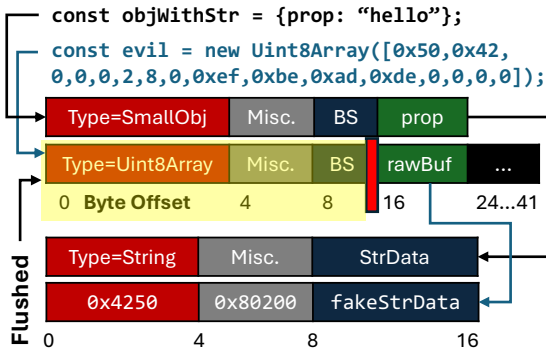 const objWithStr = {prop: “hello”};
const evil = new Uint8Array([0x50,0x42,
0,0,0,2,8,0,0xef,0xbe,0xad,0xde,0,0,0,0]);
Type=SmallObj Misc. BS prop
Type=Uint8Array Misc. BS rawBuf ...
0 Byte Offset 4 8 16 24...41
Flushed
Type=String Misc. StrData
0x4250 0x80200 fakeStrData
0 4 8 16